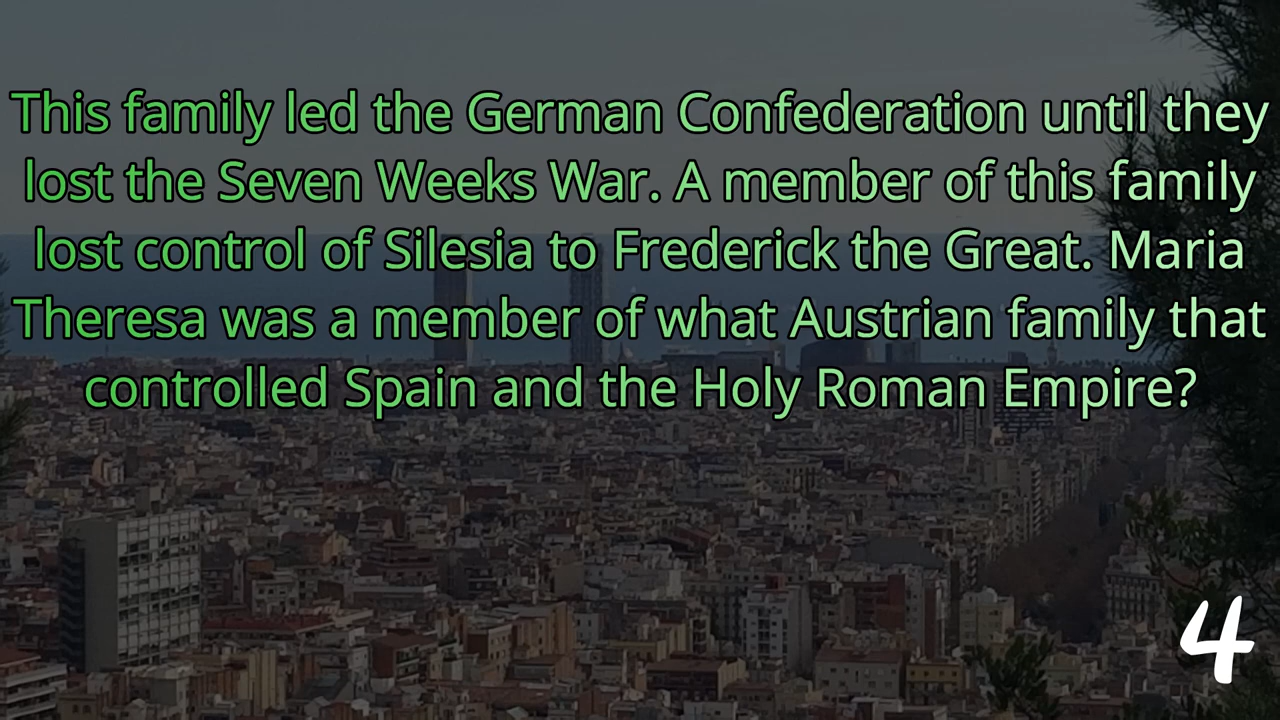 This family led the German Confederation until they
lost the Seven Weeks War. A member of this family
lost control of Silesia to Frederick the Great. Maria
Theresa was a member of what Austrian family that
controlled Spain and the Holy Roman Empire?
4